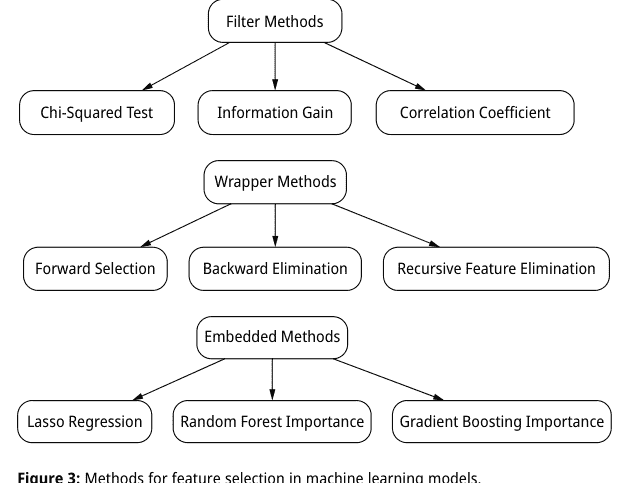 Filter Methods
Chi-Squared Test Information Gain Correlation Coefficient
Wrapper Methods
Forward Selection Backward Elimination Recursive Feature Elimination
Embedded Methods
Lasso Regression Random Forest Importance Gradient Boosting Importance
Figure 3: Methods for feature selection in machine learning models.